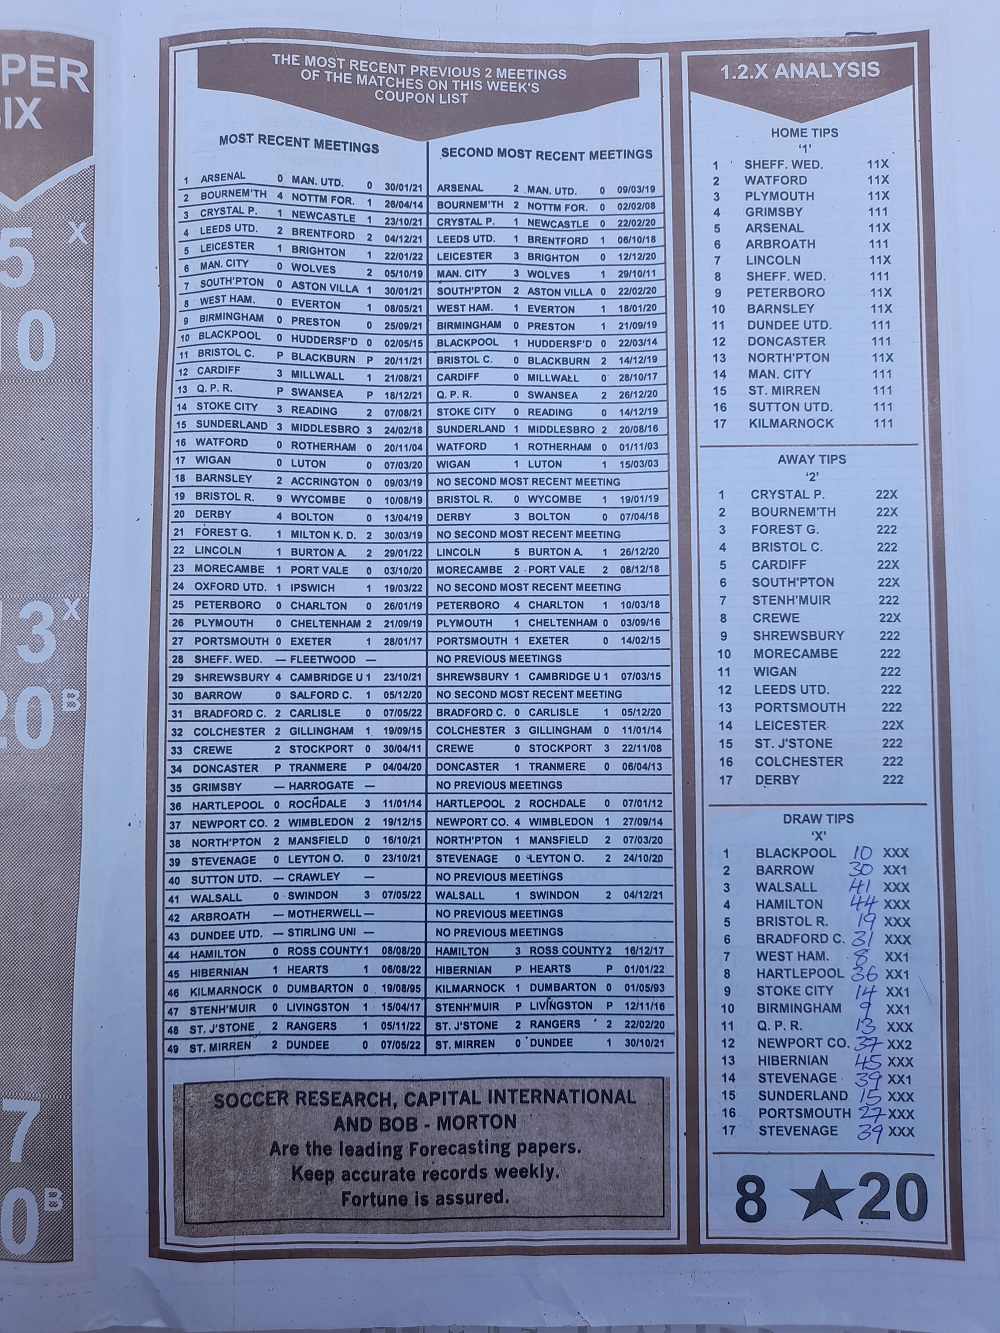 PER
IX
5 X
10
13 X
20 B
7
0 B
THE MOST RECENT PREVIOUS 2 MEETINGS
OF THE MATCHES ON THIS WEEK'S
COUPON LIST
MOST RECENT MEETINGS SECOND MOST RECENT MEETINGS
1 ARSENAL 0 MAN. UTD. 0 30/01/21 ARSENAL 2 MAN. UTD. 0 09/03/19
2 BOURNEM'TH 4 NOTTM FOR. 1 26/04/14 BOURNEM'TH 2 NOTTM FOR. 0 02/02/08
3 CRYSTAL P. 1 NEWCASTLE 1 23/10/21 CRYSTAL P. 1 NEWCASTLE 0 22/02/20
4 LEEDS UTD. 2 BRENTFORD 2 04/12/21 LEEDS UTD. 1 BRENTFORD 1 06/10/18
5 LEICESTER 1 BRIGHTON 1 22/01/22 LEICESTER 3 BRIGHTON 0 12/12/20
6 MAN. CITY 0 WOLVES 2 05/10/19 MAN. CITY 3 WOLVES 1 29/10/11
7 SOUTH'PTON 0 ASTON VILLA 1 30/01/21 SOUTH'PTON 2 ASTON VILLA 0 22/02/20
8 WEST HAM. 0 EVERTON 1 08/05/21 WEST HAM. 1 EVERTON 1 18/01/20
9 BIRMINGHAM 0 PRESTON 0 25/09/21 BIRMINGHAM 0 PRESTON 1 21/09/19
10 BLACKPOOL 0 HUDDERSF'D 0 02/05/15 BLACKPOOL 1 HUDDERSF'D 0 22/03/14
11 BRISTOL C. P BLACKBURN P 20/11/21 BRISTOL C. 0 BLACKBURN 2 14/12/19
12 CARDIFF 3 MILLWALL 1 21/08/21 CARDIFF 0 MILLWALL 0 28/10/17
13 Q. P. R. P SWANSEA P 18/12/21 Q. P. R. 0 SWANSEA 2 26/12/20
14 STOKE CITY 3 READING 2 07/08/21 STOKE CITY 0 READING 0 14/12/19
15 SUNDERLAND 3 MIDDLESBRO 3 24/02/18 SUNDERLAND 1 MIDDLESBRO 2 20/08/16
16 WATFORD 0 ROTHERHAM 0 20/11/04 WATFORD 1 ROTHERHAM 0 01/11/03
17 WIGAN 0 LUTON 0 07/03/20 WIGAN 1 LUTON 1 15/03/03
18 BARNSLEY 2 ACCRINGTON 0 09/03/19 NO SECOND MOST RECENT MEETING
19 BRISTOL R. 9 WYCOMBE 0 10/08/19 BRISTOL R. 0 WYCOMBE 1 19/01/19
20 DERBY 4 BOLTON 0 13/04/19 DERBY 3 BOLTON 0 07/04/18
21 FOREST G. 1 MILTON K. D. 2 30/03/19 NO SECOND MOST RECENT MEETING
22 LINCOLN 1 BURTON A. 2 29/01/22 LINCOLN 5 BURTON A. 1 26/12/20
23 MORECAMBE 1 PORT VALE 0 03/10/20 MORECAMBE 2 PORT VALE 2 08/12/18
24 OXFORD UTD. 1 IPSWICH 1 19/03/22 NO SECOND MOST RECENT MEETING
25 PETERBORO 0 CHARLTON 0 26/01/19 PETERBORO 4 CHARLTON 1 10/03/18
26 PLYMOUTH 0 CHELTENHAM 2 21/09/19 PLYMOUTH 1 CHELTENHAM 0 03/09/16
27 PORTSMOUTH 0 EXETER 1 28/01/17 PORTSMOUTH 1 EXETER 0 14/02/15
28 SHEFF. WED. — FLEETWOOD — NO PREVIOUS MEETINGS
29 SHREWSBURY 4 CAMBRIDGE U 1 23/10/21 SHREWSBURY 1 CAMBRIDGE U 1 07/03/15
30 BARROW 0 SALFORD C. 1 05/12/20 NO SECOND MOST RECENT MEETING
31 BRADFORD C. 2 CARLISLE 0 07/05/22 BRADFORD C. 0 CARLISLE 1 05/12/20
32 COLCHESTER 2 GILLINGHAM 1 19/09/15 COLCHESTER 3 GILLINGHAM 0 11/01/14
33 CREWE 2 STOCKPORT 0 30/04/11 CREWE 0 STOCKPORT 3 22/11/08
34 DONCASTER P TRANMERE P 04/04/20 DONCASTER 1 TRANMERE 0 06/04/13
35 GRIMSBY — HARROGATE — NO PREVIOUS MEETINGS
36 HARTLEPOOL 0 ROCHDALE 3 11/01/14 HARTLEPOOL 2 ROCHDALE 0 07/01/12
37 NEWPORT CO. 2 WIMBLEDON 2 19/12/15 NEWPORT CO. 4 WIMBLEDON 1 27/09/14
38 NORTH'PTON 2 MANSFIELD 0 16/10/21 NORTH'PTON 1 MANSFIELD 2 07/03/20
39 STEVENAGE 0 LEYTON O. 0 23/10/21 STEVENAGE 0 LEYTON O. 2 24/10/20
40 SUTTON UTD. — CRAWLEY — NO PREVIOUS MEETINGS
41 WALSALL 0 SWINDON 3 07/05/22 WALSALL 1 SWINDON 2 04/12/21
42 ARBROATH — MOTHERWELL — NO PREVIOUS MEETINGS
43 DUNDEE UTD. — STIRLING UNI — NO PREVIOUS MEETINGS
44 HAMILTON 0 ROSS COUNTY 1 08/08/20 HAMILTON 3 ROSS COUNTY 2 16/12/17
45 HIBERNIAN 1 HEARTS 1 06/08/22 HIBERNIAN P HEARTS P 01/01/22
46 KILMARNOCK 0 DUMBARTON 0 19/08/95 KILMARNOCK 1 DUMBARTON 0 01/05/93
47 STENH'MUIR 0 LIVINGSTON 1 15/04/17 STENH'MUIR P LIVINGSTON P 12/11/16
48 ST. J'STONE 2 RANGERS 1 05/11/22 ST. J'STONE 2 RANGERS 2 22/02/20
49 ST. MIRREN 2 DUNDEE 0 07/05/22 ST. MIRREN 0 DUNDEE 1 30/10/21
SOCCER RESEARCH, CAPITAL INTERNATIONAL
AND BOB - MORTON
Are the leading Forecasting papers.
Keep accurate records weekly.
Fortune is assured.
1.2.X ANALYSIS
HOME TIPS
'1'
1 SHEFF. WED. 11X
2 WATFORD 11X
3 PLYMOUTH 11X
4 GRIMSBY 111
5 ARSENAL 11X
6 ARBROATH 111
7 LINCOLN 11X
8 SHEFF. WED. 111
9 PETERBORO 11X
10 BARNSLEY 11X
11 DUNDEE UTD. 111
12 DONCASTER 111
13 NORTH'PTON 11X
14 MAN. CITY 111
15 ST. MIRREN 111
16 SUTTON UTD. 111
17 KILMARNOCK 111
AWAY TIPS
'2'
1 CRYSTAL P. 22X
2 BOURNEM'TH 22X
3 FOREST G. 222
4 BRISTOL C. 222
5 CARDIFF 22X
6 SOUTH'PTON 22X
7 STENH'MUIR 222
8 CREWE 22X
9 SHREWSBURY 222
10 MORECAMBE 222
11 WIGAN 222
12 LEEDS UTD. 222
13 PORTSMOUTH 222
14 LEICESTER 22X
15 ST. J'STONE 222
16 COLCHESTER 222
17 DERBY 222
DRAW TIPS
'X'
1 BLACKPOOL 10 XXX
2 BARROW 30 XX1
3 WALSALL 41 XXX
4 HAMILTON 44 XXX
5 BRISTOL R. 19 XXX
6 BRADFORD C. 31 XXX
7 WEST HAM. 8 XX1
8 HARTLEPOOL 36 XX1
9 STOKE CITY 14 XX1
10 BIRMINGHAM 9 XX1
11 Q. P. R. 13 XXX
12 NEWPORT CO. 37 XX2
13 HIBERNIAN 45 XXX
14 STEVENAGE 39 XX1
15 SUNDERLAND 15 XXX
16 PORTSMOUTH 27 XXX
17 STEVENAGE 39 XXX
8 ★ 20